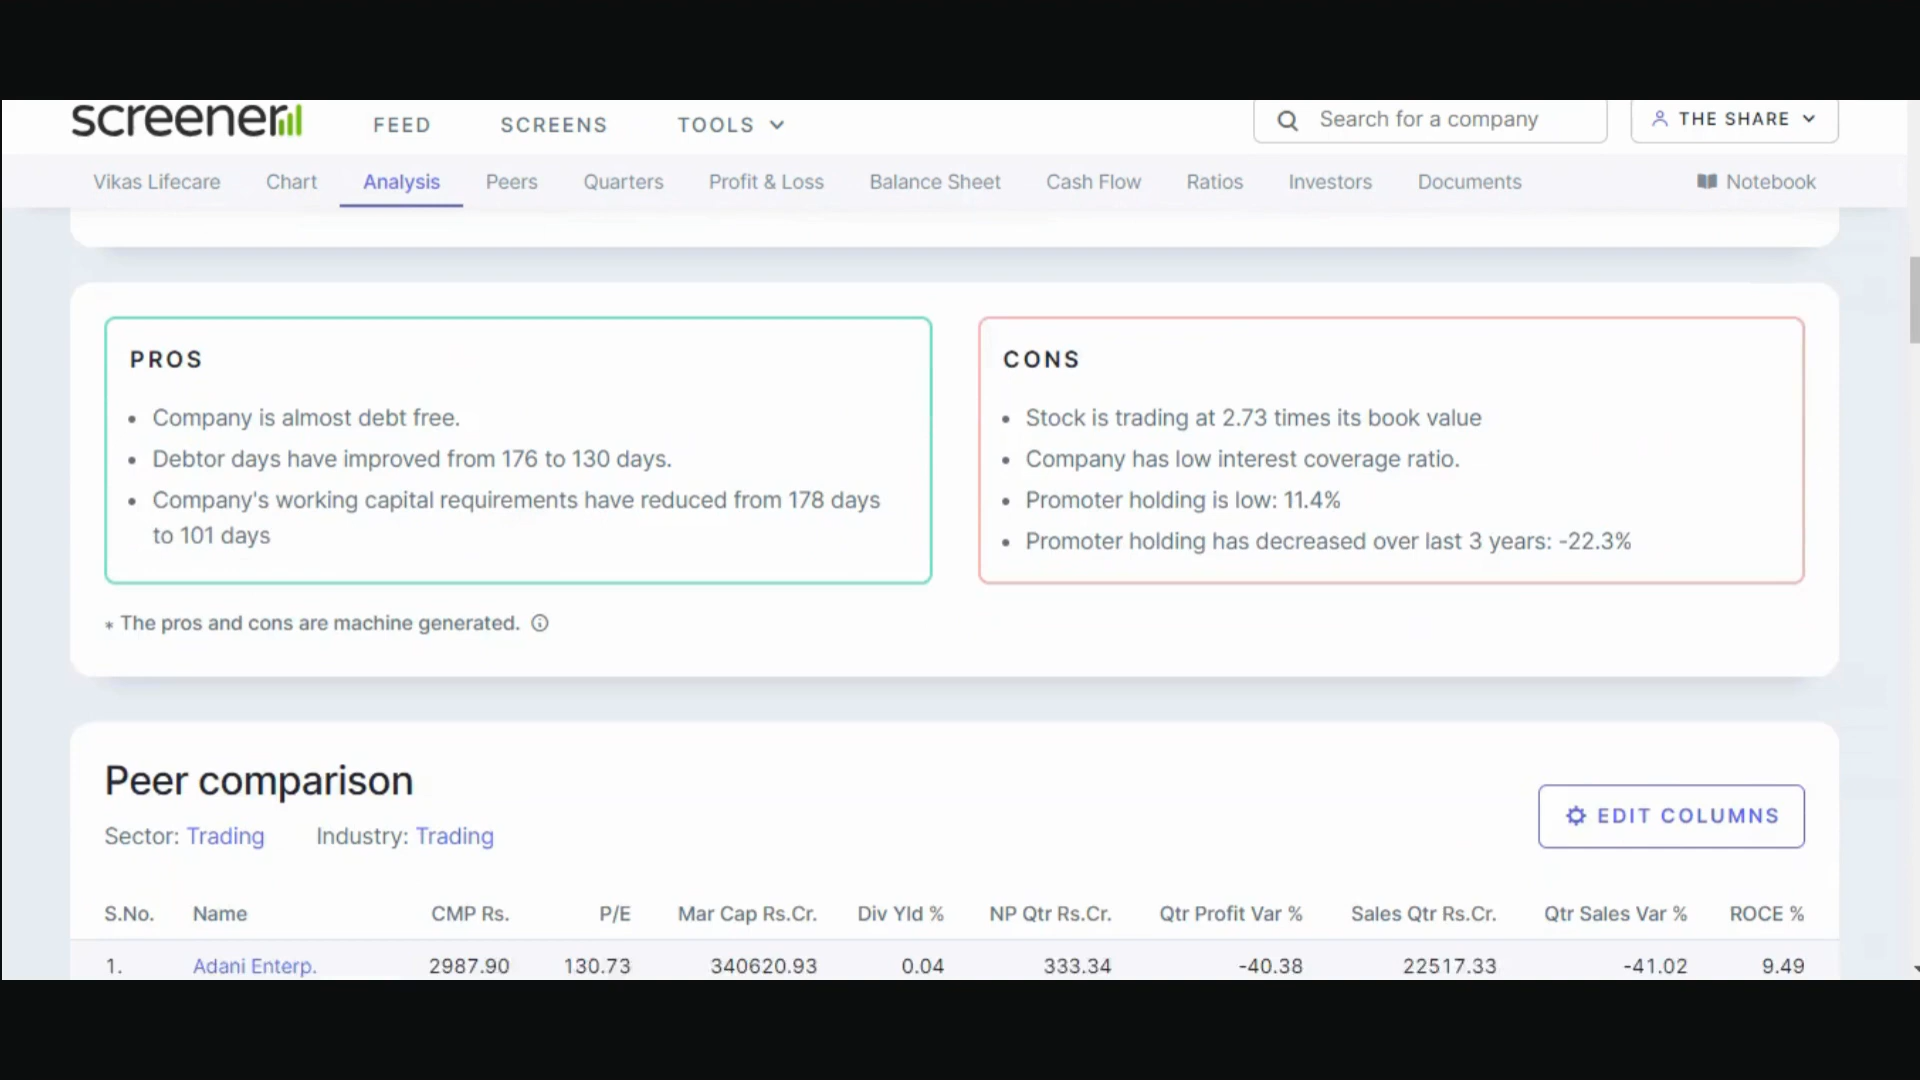 screener
FEED SCREENS TOOLS
Search for a company
THE SHARE
Vikas Lifecare Chart Analysis Peers Quarters Profit & Loss Balance Sheet Cash Flow Ratios Investors Documents Notebook
PROS
• Company is almost debt free.
• Debtor days have improved from 176 to 130 days.
• Company's working capital requirements have reduced from 178 days
to 101 days
CONS
• Stock is trading at 2.73 times its book value
• Company has low interest coverage ratio.
• Promoter holding is low: 11.4%
• Promoter holding has decreased over last 3 years: -22.3%
* The pros and cons are machine generated.
Peer comparison
Sector: Trading Industry: Trading
EDIT COLUMNS
S.No. Name CMP Rs. P/E Mar Cap Rs.Cr. Div Yld % NP Qtr Rs.Cr. Qtr Profit Var % Sales Qtr Rs.Cr. Qtr Sales Var % ROCE %
1. Adani Enterp. 2987.90 130.73 340620.93 0.04 333.34 -40.38 22517.33 -41.02 9.49